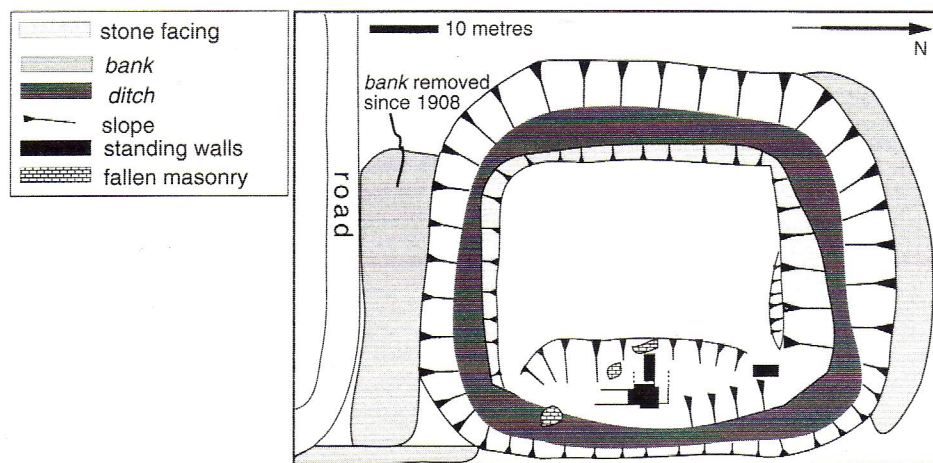 stone facing
bank
ditch
slope
standing walls
fallen masonry
10 metres
N
bank removed
since 1908
road